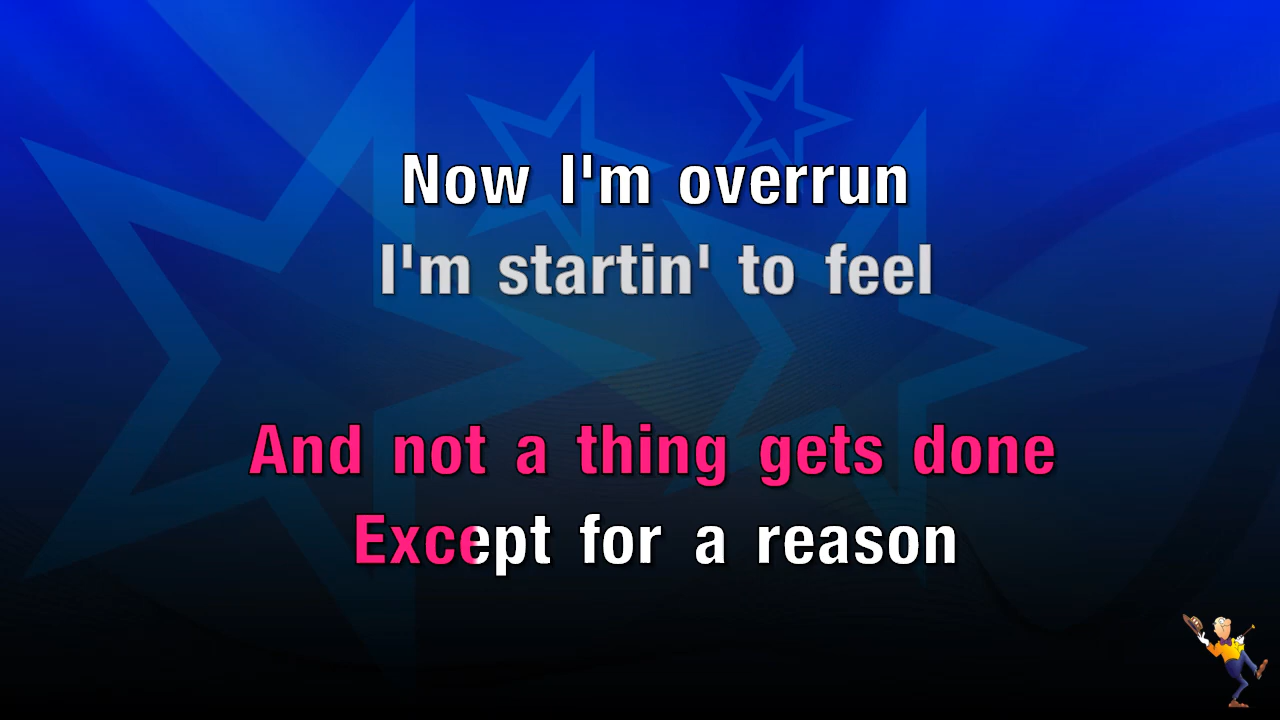 Now I'm overrun
I'm startin' to feel
And not a thing gets done
Except for a reason